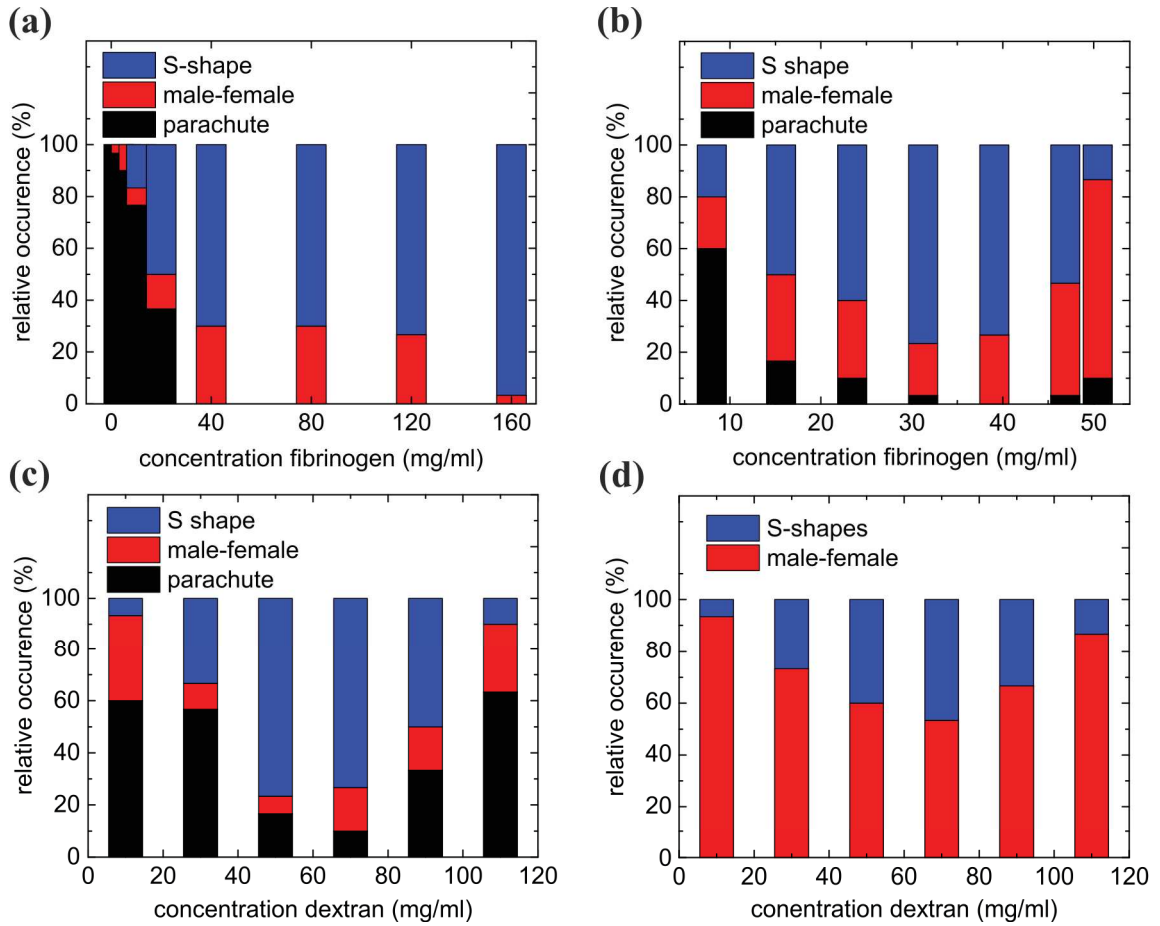 (a)
S-shape
male-female
parachute
relative occurence (%)
100
80
60
40
20
0
0 40 80 120 160
concentration fibrinogen (mg/ml)
(b)
S shape
male-female
parachute
relative occurence (%)
100
80
60
40
20
0
10 20 30 40 50
concentration fibrinogen (mg/ml)
(c)
S shape
male-female
parachute
relative occurence (%)
100
80
60
40
20
0
0 20 40 60 80 100 120
concentration dextran (mg/ml)
(d)
S-shapes
male-female
relative occurence (%)
100
80
60
40
20
0
0 20 40 60 80 100 120
conentration dextran (mg/ml)